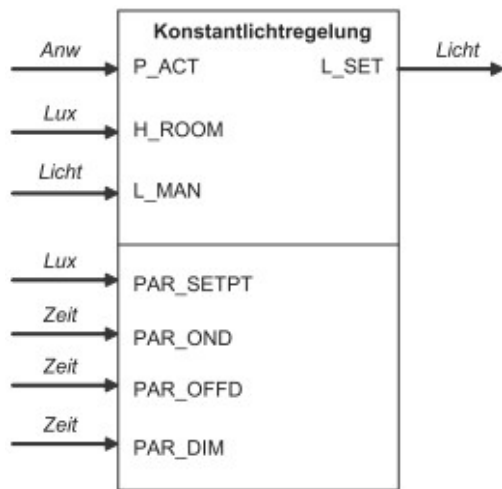 Konstantlichtregelung
Anw P_ACT L_SET Licht
Lux H_ROOM
Licht L_MAN
Lux PAR_SETPT
Zeit PAR_OND
Zeit PAR_OFFD
Zeit PAR_DIM